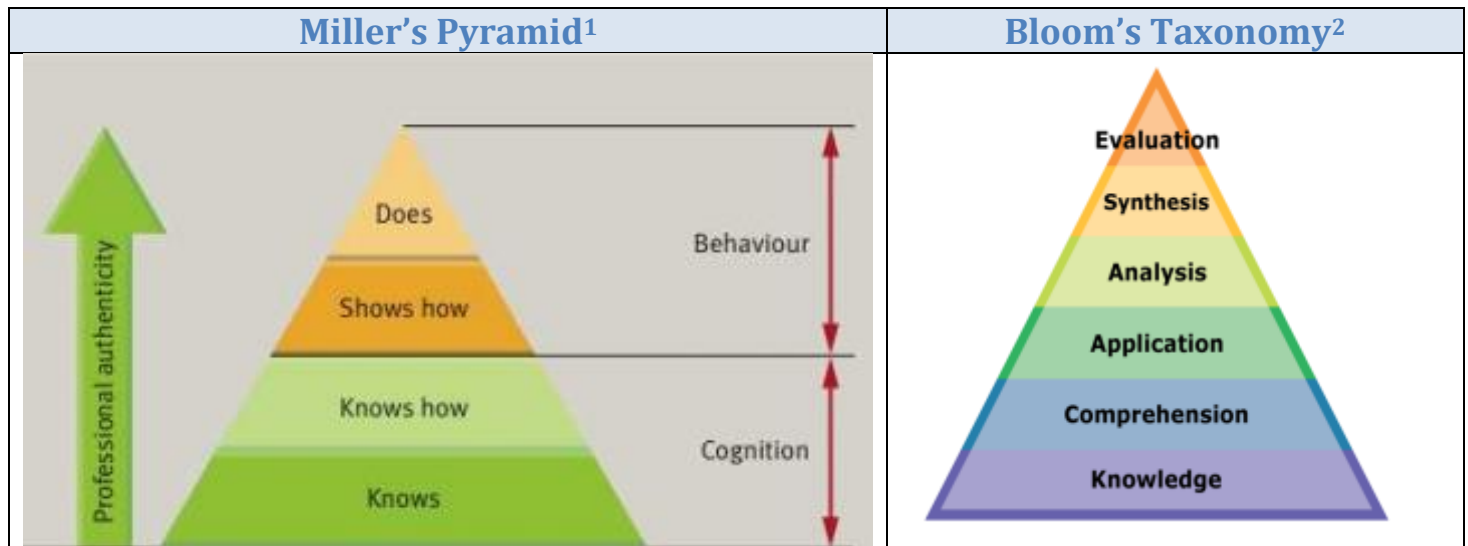 Miller’s Pyramid¹
Bloom’s Taxonomy²
Professional authenticity
Does
Shows how
Knows how
Knows
Behaviour
Cognition
Evaluation
Synthesis
Analysis
Application
Comprehension
Knowledge